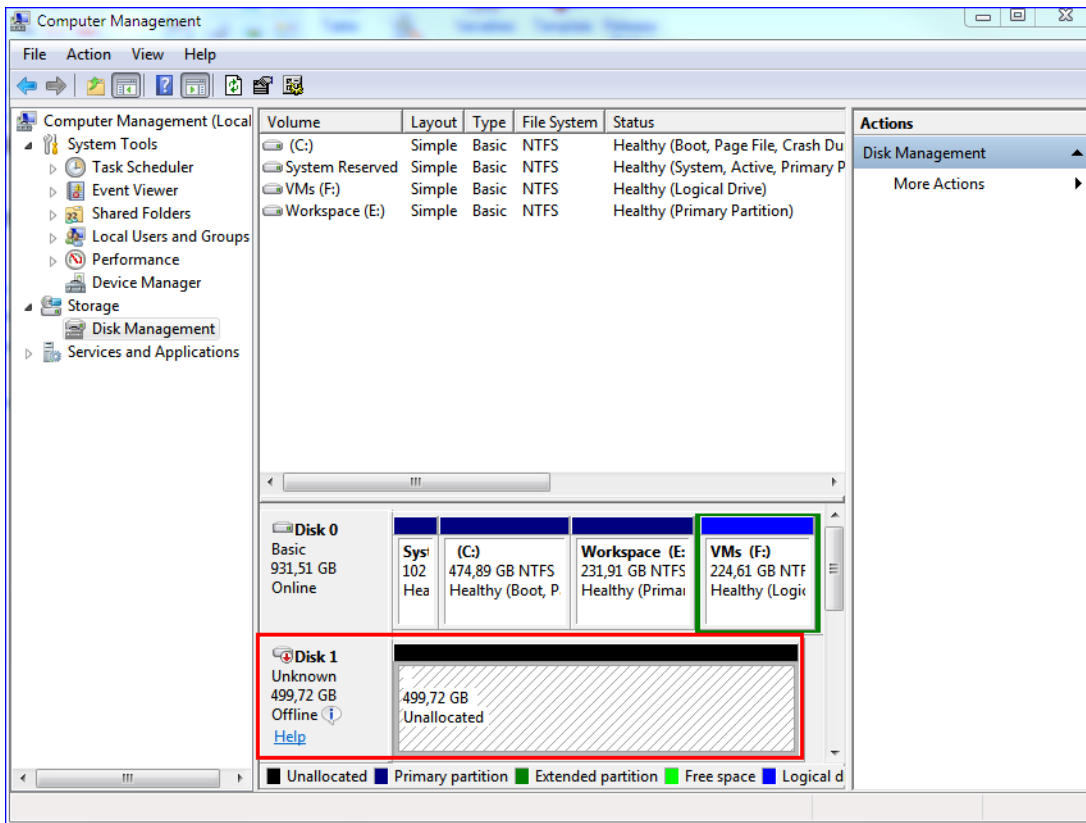 Computer Management
File Action View Help
Computer Management (Local
System Tools
Task Scheduler
Event Viewer
Shared Folders
Local Users and Groups
Performance
Device Manager
Storage
Disk Management
Services and Applications
Volume Layout Type File System Status
(C:) Simple Basic NTFS Healthy (Boot, Page File, Crash Du
System Reserved Simple Basic NTFS Healthy (System, Active, Primary P
VMs (F:) Simple Basic NTFS Healthy (Logical Drive)
Workspace (E:) Simple Basic NTFS Healthy (Primary Partition)
Actions
Disk Management
More Actions
Disk 0
Basic
931,51 GB
Online
Syst
102
Hea
(C:)
474,89 GB NTFS
Healthy (Boot, P
Workspace (E:
231,91 GB NTFS
Healthy (Primar
VMs (F:)
224,61 GB NTF
Healthy (Logic
Disk 1
Unknown
499,72 GB
Offline
Help
499,72 GB
Unallocated
Unallocated Primary partition Extended partition Free space Logical d